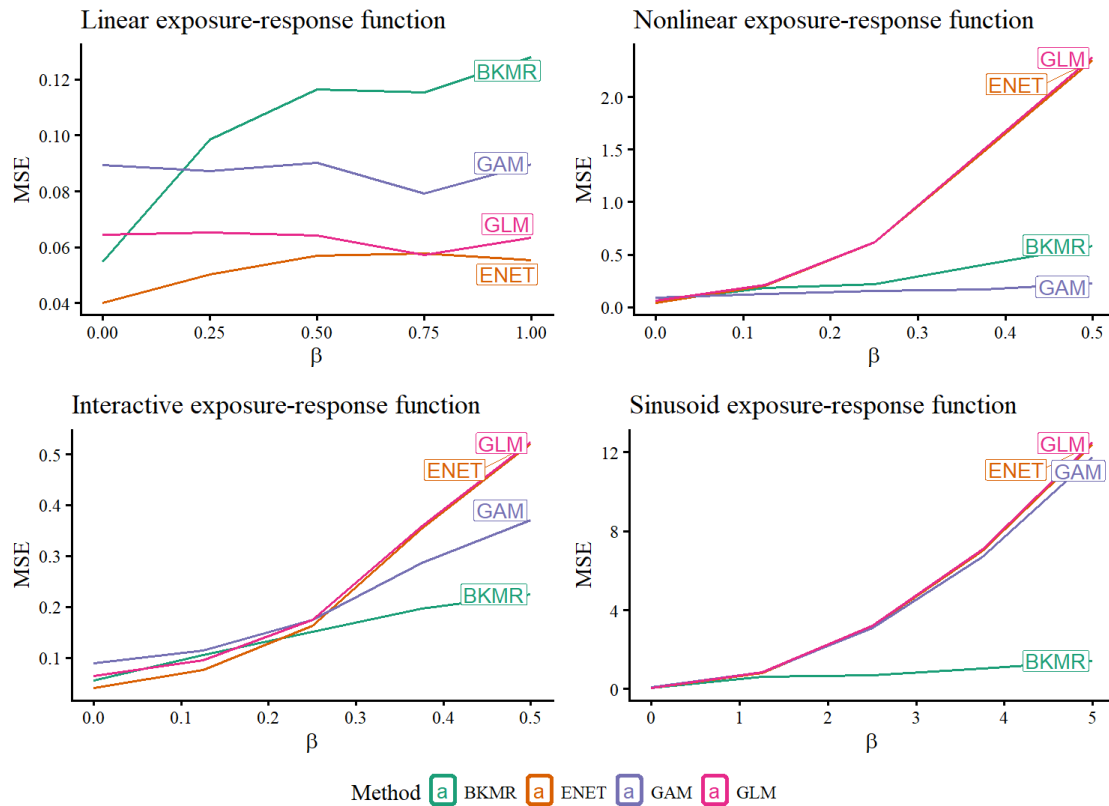 Linear exposure-response function
MSE
0.12
0.10
0.08
0.06
0.04
BKMR
GAM
GLM
ENET
0.00 0.25 0.50 0.75 1.00
β
Nonlinear exposure-response function
MSE
2.0
1.5
1.0
0.5
0.0
GLM
ENET
BKMR
GAM
0.0 0.1 0.2 0.3 0.4 0.5
β
Interactive exposure-response function
MSE
0.5
0.4
0.3
0.2
0.1
GLM
ENET
GAM
BKMR
0.0 0.1 0.2 0.3 0.4 0.5
β
Sinusoid exposure-response function
MSE
12
8
4
0
GLM
ENET
GAM
BKMR
0 1 2 3 4 5
β
Method a BKMR a ENET a GAM a GLM